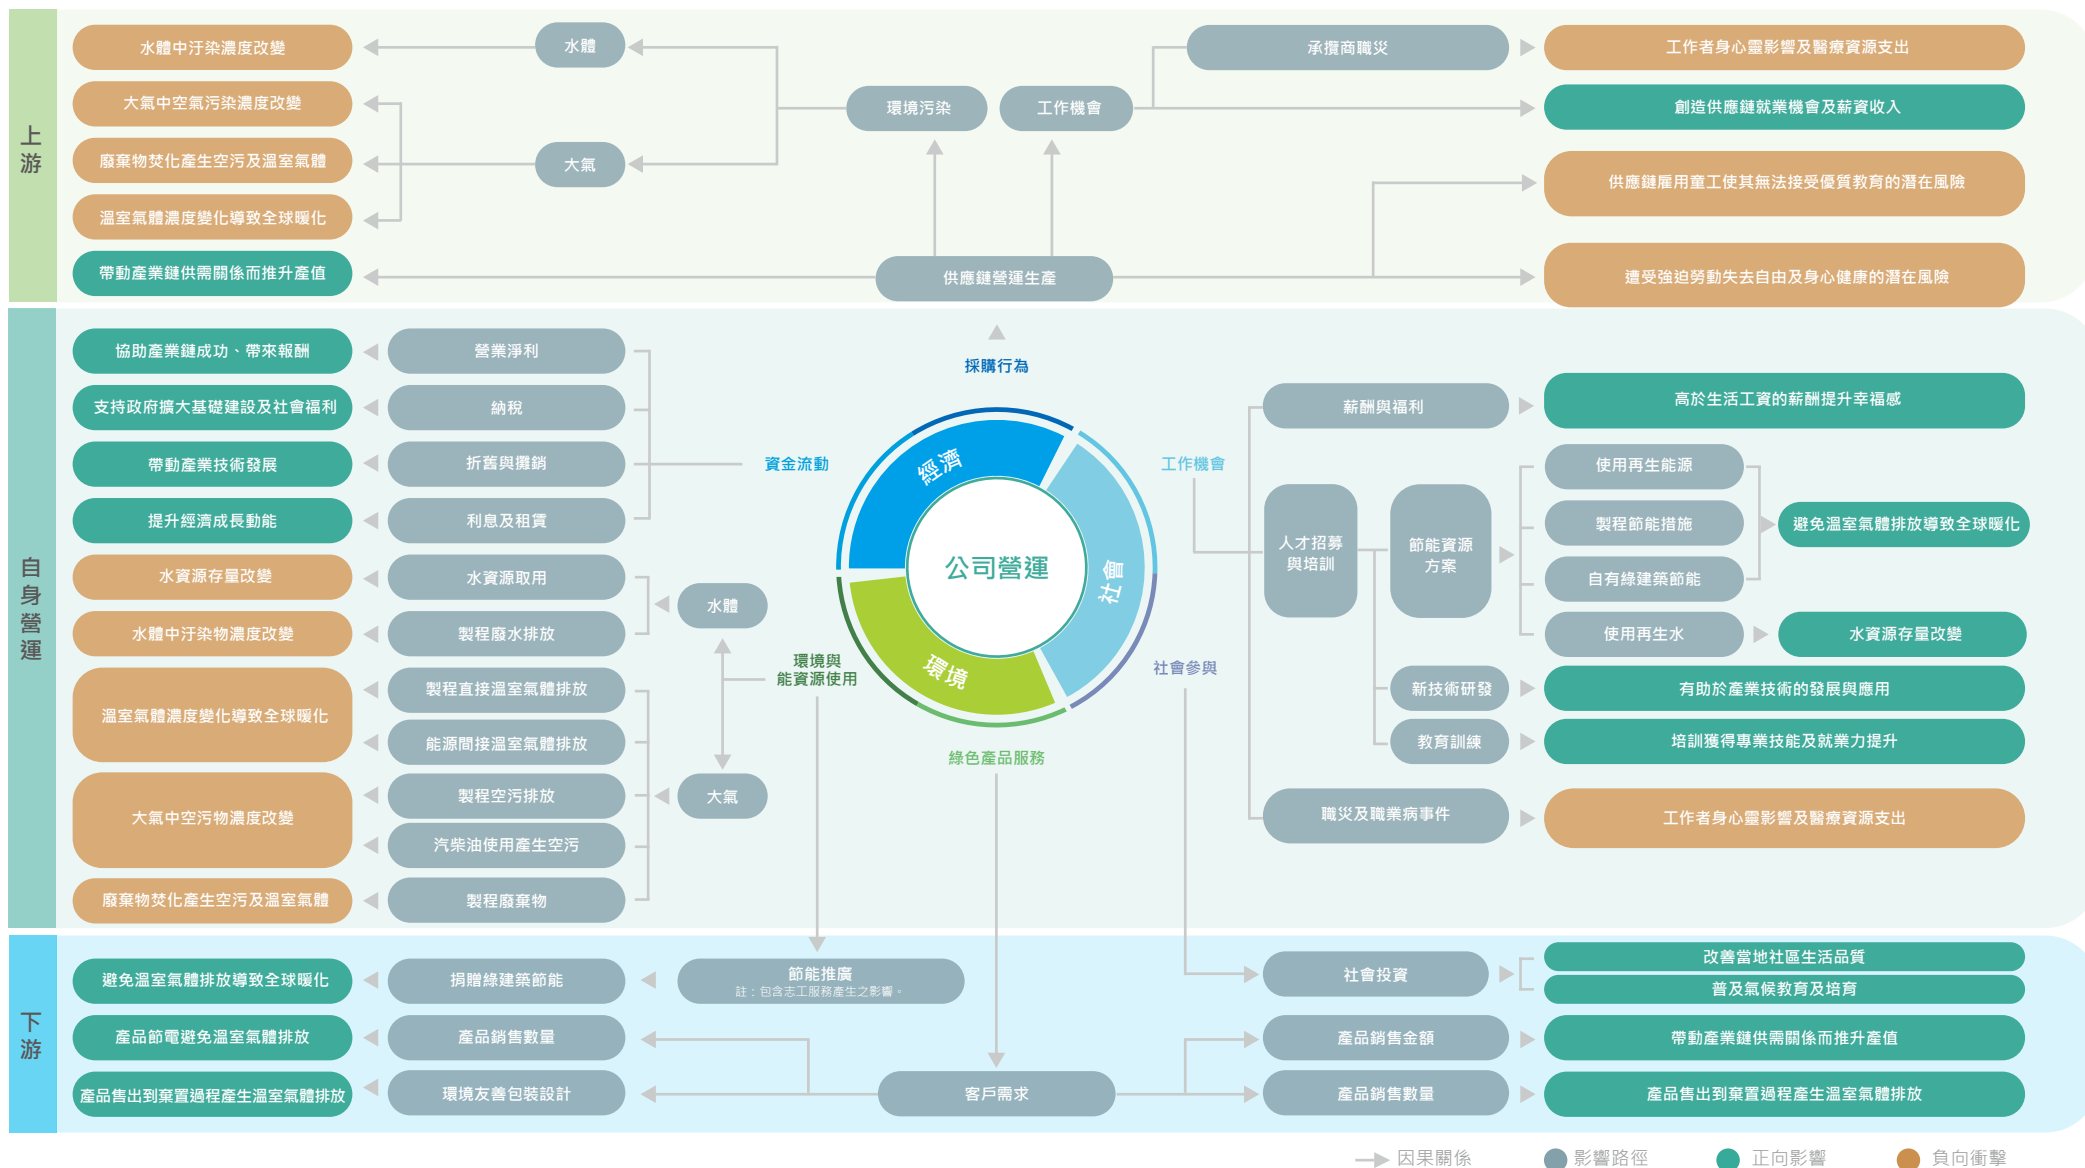 上游
水體中汙染濃度改變
水體
承攬商職災
工作者身心靈影響及醫療資源支出
大氣中空氣污染濃度改變
環境污染
工作機會
創造供應鏈就業機會及薪資收入
廢棄物焚化產生空污及溫室氣體
大氣
供應鏈雇用童工使其無法接受優質教育的潛在風險
溫室氣體濃度變化導致全球暖化
帶動產業鏈供需關係而推升產值
供應鏈營運生產
遭受強迫勞動失去自由及身心健康的潛在風險
自身營運
協助產業鏈成功、帶來報酬
營業淨利
採購行為
支持政府擴大基礎建設及社會福利
納稅
帶動產業技術發展
折舊與攤銷
資金流動
提升經濟成長動能
利息及租賃
水資源存量改變
水資源取用
水體
水體中汙染物濃度改變
製程廢水排放
環境與
能資源使用
溫室氣體濃度變化導致全球暖化
製程直接溫室氣體排放
能源間接溫室氣體排放
大氣中空污物濃度改變
製程空污排放
大氣
汽柴油使用產生空污
廢棄物焚化產生空污及溫室氣體
製程廢棄物
經濟
社會
環境
公司營運
綠色產品服務
工作機會
社會參與
薪酬與福利
高於生活工資的薪酬提升幸福感
人才招募
與培訓
節能資源
方案
使用再生能源
製程節能措施
避免溫室氣體排放導致全球暖化
自有綠建築節能
使用再生水
水資源存量改變
新技術研發
有助於產業技術的發展與應用
教育訓練
培訓獲得專業技能及就業力提升
職災及職業病事件
工作者身心靈影響及醫療資源支出
下游
避免溫室氣體排放導致全球暖化
捐贈綠建築節能
節能推廣
註：包含志工服務產生之影響。
社會投資
改善當地社區生活品質
普及氣候教育及培育
產品節電避免溫室氣體排放
產品銷售數量
產品銷售金額
帶動產業鏈供需關係而推升產值
產品售出到棄置過程產生溫室氣體排放
環境友善包裝設計
客戶需求
產品銷售數量
產品售出到棄置過程產生溫室氣體排放
因果關係
影響路徑
正向影響
負向衝擊